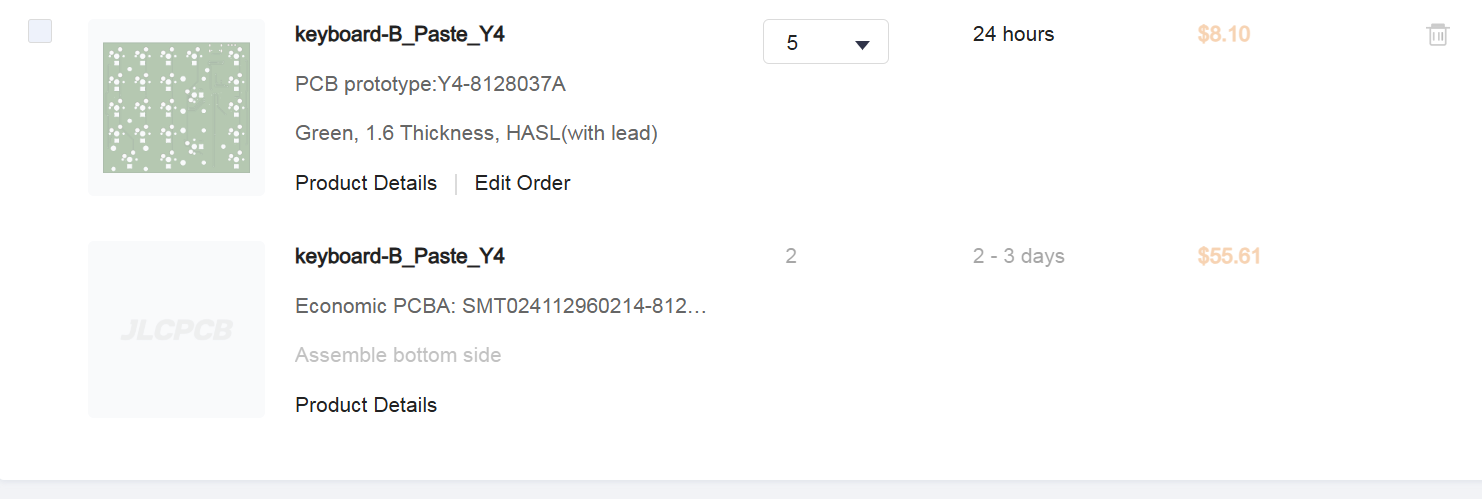 keyboard-B_Paste_Y4
5
24 hours
$8.10
PCB prototype:Y4-8128037A
Green, 1.6 Thickness, HASL(with lead)
Product Details | Edit Order
keyboard-B_Paste_Y4
2
2 - 3 days
$55.61
JLCPCB
Economic PCBA: SMT024112960214-812...
Assemble bottom side
Product Details